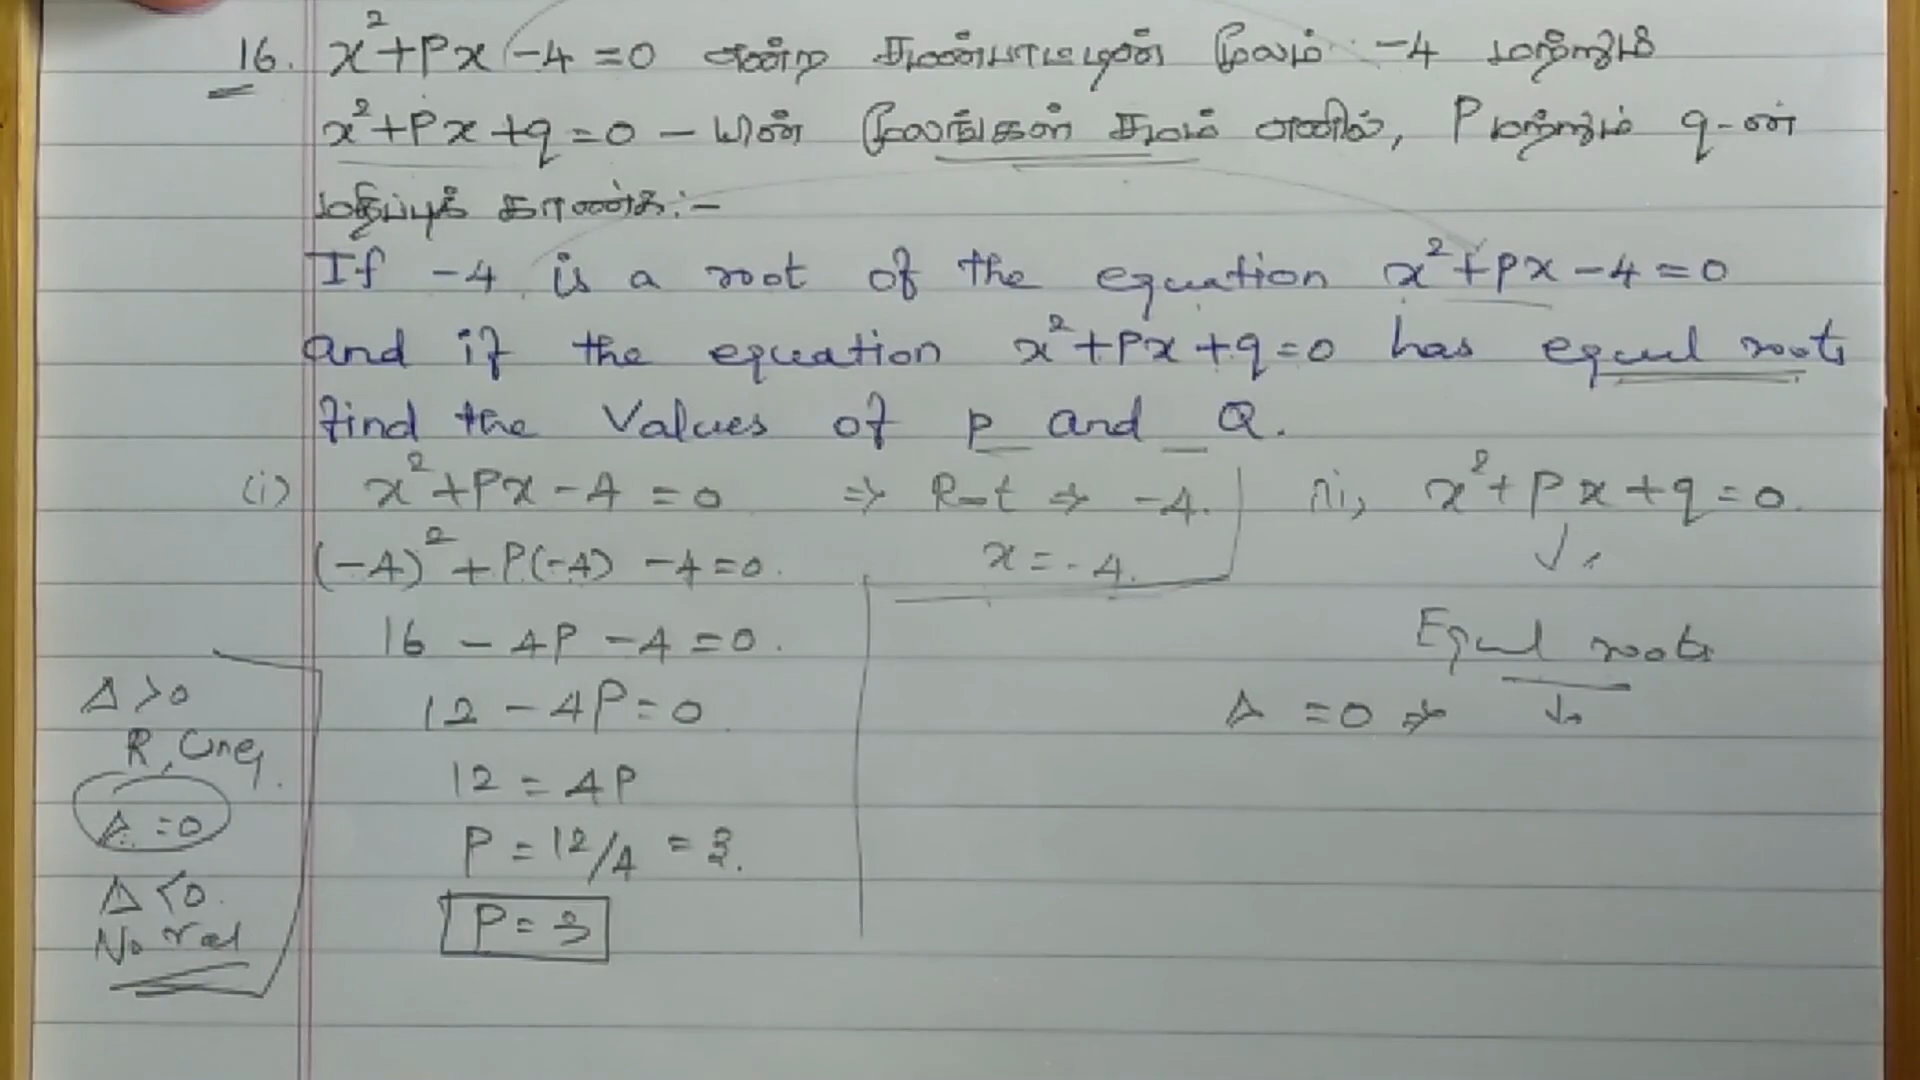 16. x²+Px-4=0 என்ற சமன்பாட்டின் மூலம் -4 மற்றும்
x²+Px+q=0 - யின் மூலங்கள் சமம் எனில், P மற்றும் q-ன்
மதிப்புக் காண்க:-
If -4 is a root of the equation x²+px-4=0
and if the equation x²+Px+q=0 has equal roots
find the Values of p and Q.
(i) x²+Px-4=0 ⇒ Root ⇒ -4.
x=-4.
(-4)²+P(-4)-4=0.
16-4P-4=0.
12-4P=0
12=4P
P=12/4=3.
P=3
ii, x²+Px+q=0.
Equal roots
Δ=0 ⇒
Δ>0
R, Uneq.
Δ=0
Δ<0.
No real